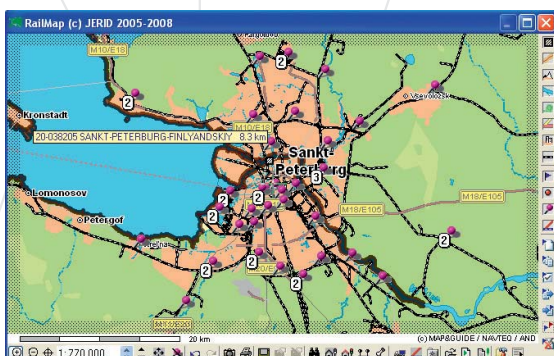 RailMap (c) JERID 2005-2008
M10/E18
2
2
Vsevolozsk
Kronstadt
M10/E18
20-038205 SANKT-PETERBURG-FINLYANDSKIY 8.3 km
Sankt-
Peterburg
3
Lomonosov
2
2
M18/E105
M18/E105
Petergof
2
2
2
2
2
2
20 km
(c) MAP&GUIDE / NAVTEQ / AND
1: 770 000